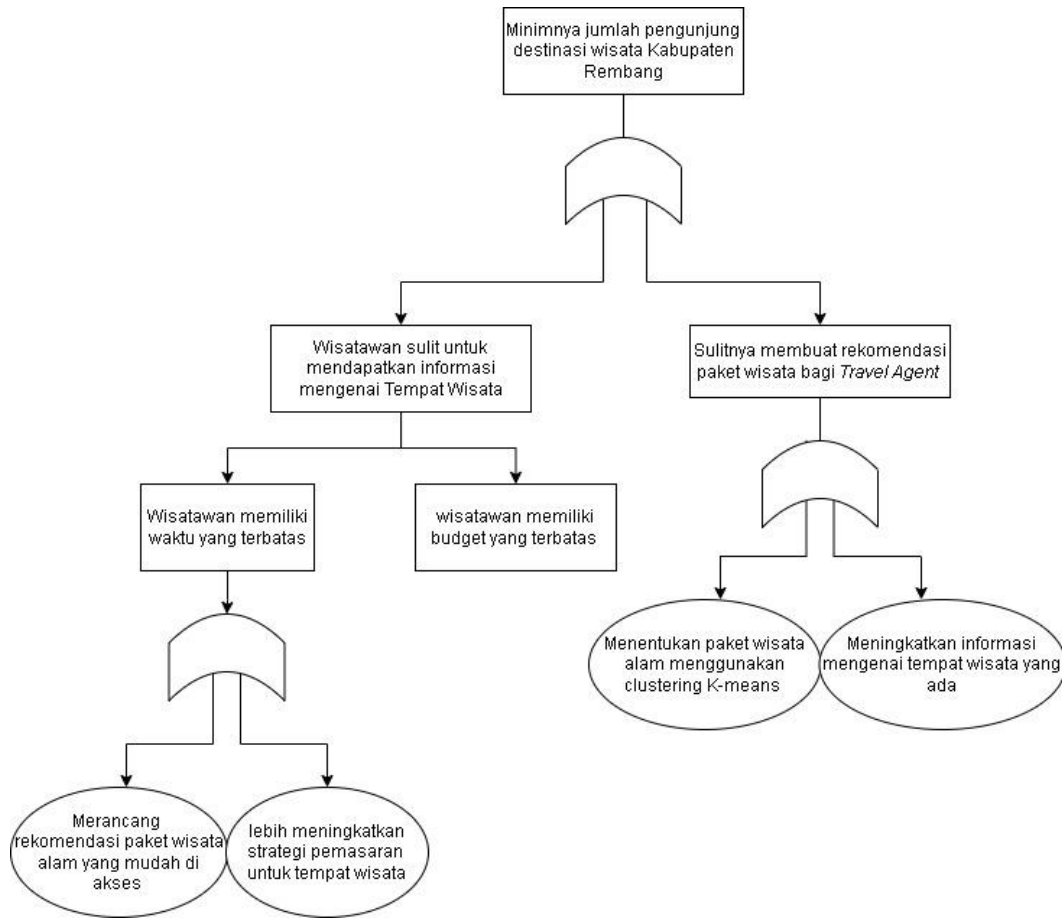 Minimnya jumlah pengunjung
destinasi wisata Kabupaten
Rembang
Wisatawan sulit untuk
mendapatkan informasi
mengenai Tempat Wisata
Sulitnya membuat rekomendasi
paket wisata bagi Travel Agent
Wisatawan memiliki
waktu yang terbatas
wisatawan memiliki
budget yang terbatas
Menentukan paket wisata
alam menggunakan
clustering K-means
Meningkatkan informasi
mengenai tempat wisata yang
ada
Merancang
rekomendasi paket wisata
alam yang mudah di
akses
lebih meningkatkan
strategi pemasaran
untuk tempat wisata